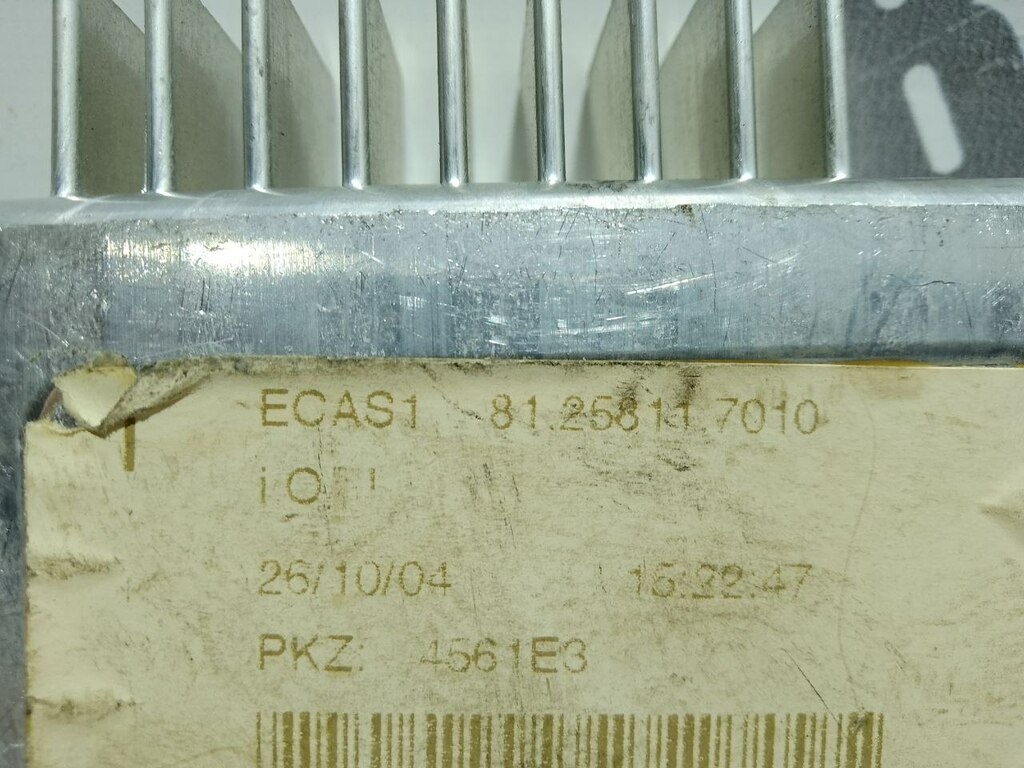 ECAS1 81.25811.7010
i.O.
26/10/04 15:22:47
PKZ: 4561E3